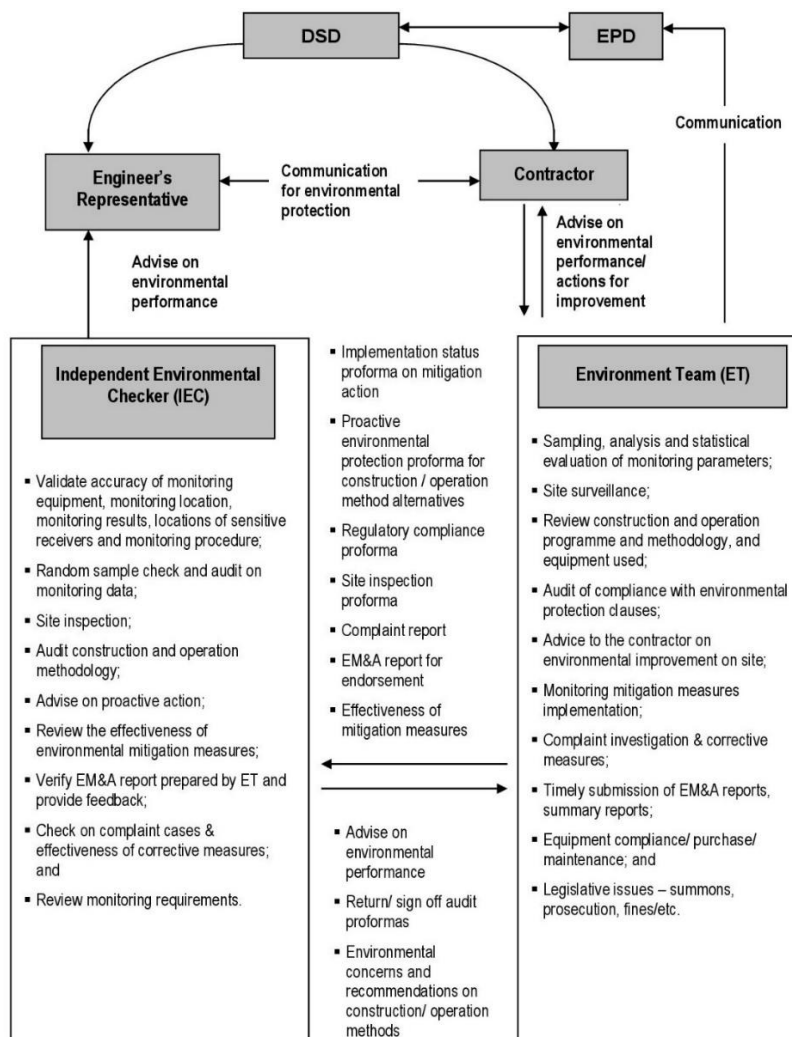 DSD
EPD
Communication
Engineer's
Representative
Communication
for environmental
protection
Contractor
Advise on
environmental
performance
Advise on
environmental
performance/
actions for
improvement
Independent Environmental
Checker (IEC)
▪ Validate accuracy of monitoring
equipment, monitoring location,
monitoring results, locations of sensitive
receivers and monitoring procedure;
▪ Random sample check and audit on
monitoring data;
▪ Site inspection;
▪ Audit construction and operation
methodology;
▪ Advise on proactive action;
▪ Review the effectiveness of
environmental mitigation measures;
▪ Verify EM&A report prepared by ET and
provide feedback;
▪ Check on complaint cases &
effectiveness of corrective measures;
and
▪ Review monitoring requirements.
▪ Implementation status
proforma on mitigation
action
▪ Proactive
environmental
protection proforma for
construction / operation
method alternatives
▪ Regulatory compliance
proforma
▪ Site inspection
proforma
▪ Complaint report
▪ EM&A report for
endorsement
▪ Effectiveness of
mitigation measures
▪ Advise on
environmental
performance
▪ Return/ sign off audit
proformas
▪ Environmental
concerns and
recommendations on
construction/ operation
methods
Environment Team (ET)
▪ Sampling, analysis and statistical
evaluation of monitoring parameters;
▪ Site surveillance;
▪ Review construction and operation
programme and methodology, and
equipment used;
▪ Audit of compliance with environmental
protection clauses;
▪ Advice to the contractor on
environmental improvement on site;
▪ Monitoring mitigation measures
implementation;
▪ Complaint investigation & corrective
measures;
▪ Timely submission of EM&A reports,
summary reports;
▪ Equipment compliance/ purchase/
maintenance; and
▪ Legislative issues – summons,
prosecution, fines/etc.